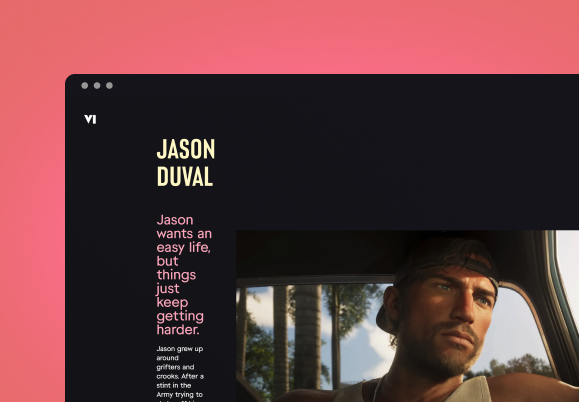 VI
JASON
DUVAL
Jason
wants an
easy life,
but
things
just
keep
getting
harder.
Jason grew up
around
grifters and
crooks. After a
stint in the
Army trying to